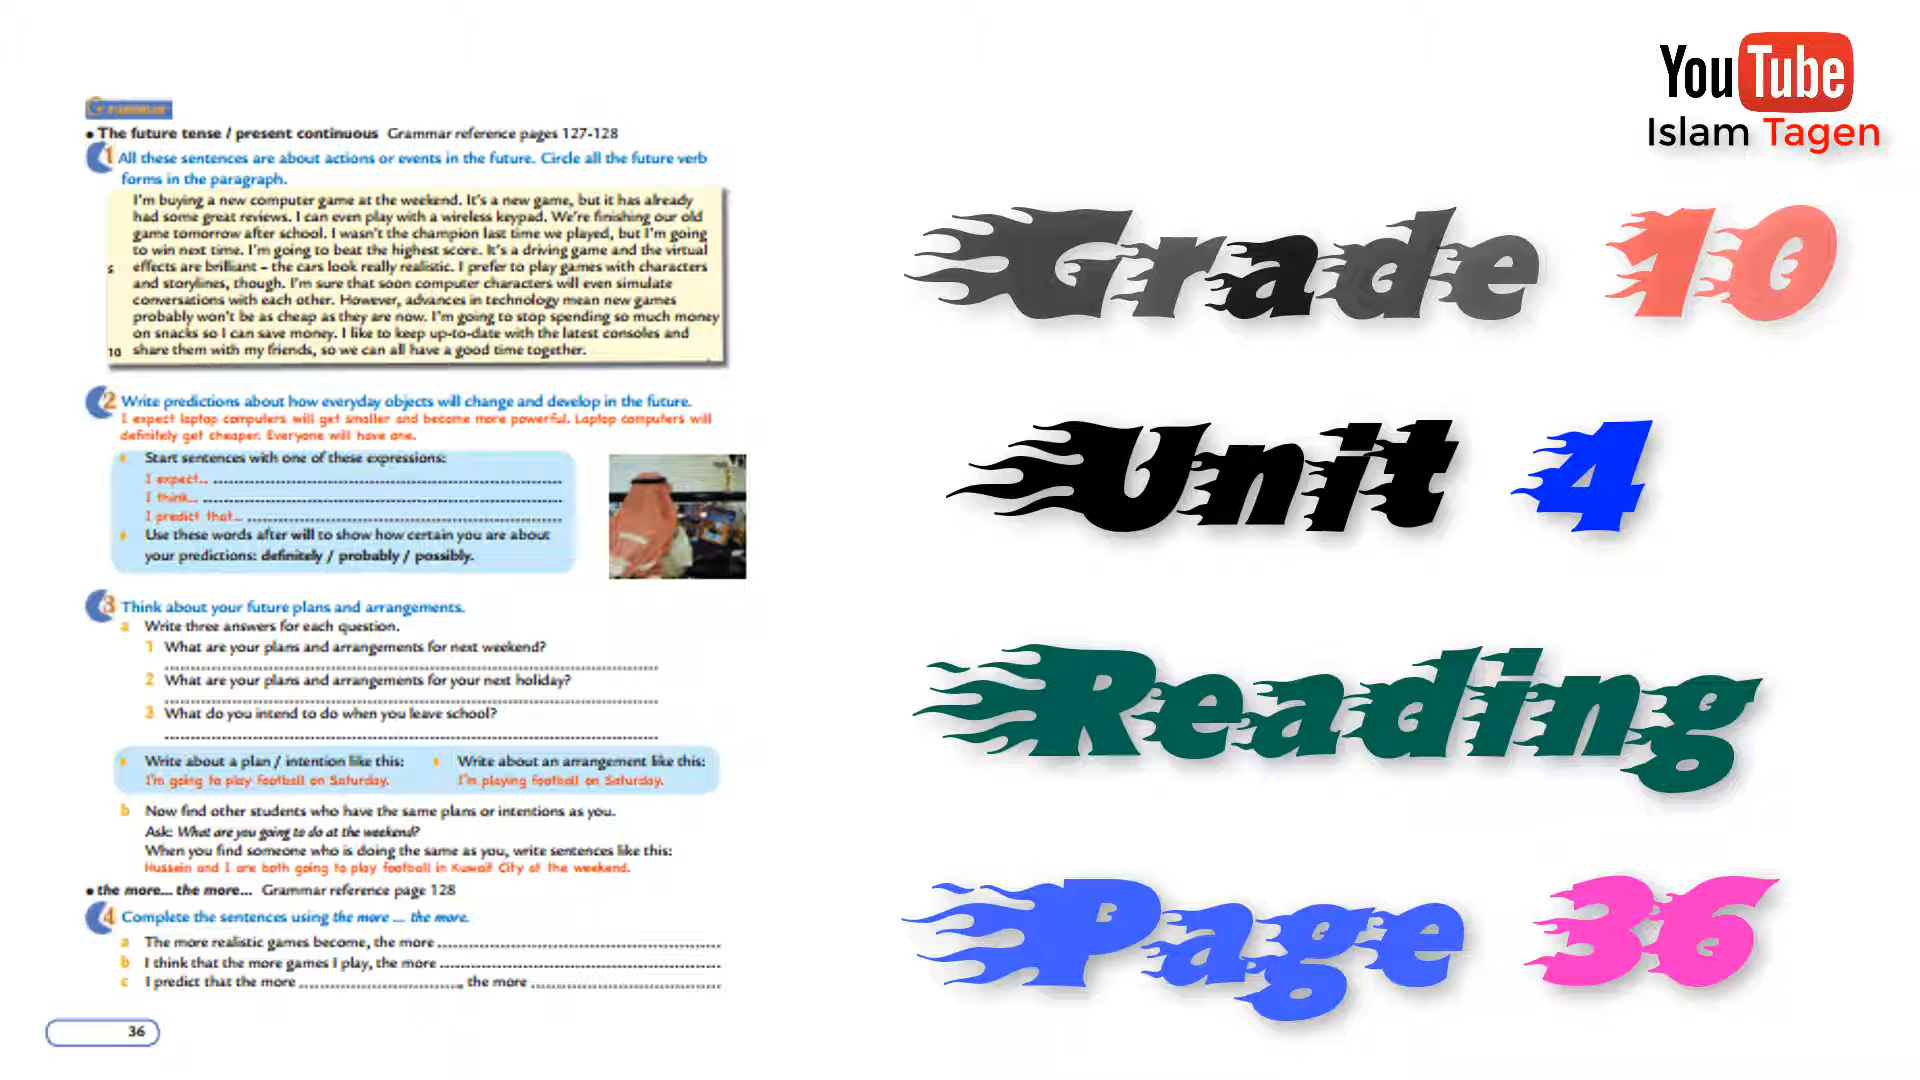 Grammar
• The future tense / present continuous Grammar reference pages 127-128
1 All these sentences are about actions or events in the future. Circle all the future verb
forms in the paragraph.
I'm buying a new computer game at the weekend. It's a new game, but it has already
had some great reviews. I can even play with a wireless keypad. We're finishing our old
game tomorrow after school. I wasn't the champion last time we played, but I'm going
to win next time. I'm going to beat the highest score. It's a driving game and the virtual
5 effects are brilliant – the cars look really realistic. I prefer to play games with characters
and storylines, though. I'm sure that soon computer characters will even simulate
conversations with each other. However, advances in technology mean new games
probably won't be as cheap as they are now. I'm going to stop spending so much money
on snacks so I can save money. I like to keep up-to-date with the latest consoles and
10 share them with my friends, so we can all have a good time together.
2 Write predictions about how everyday objects will change and develop in the future.
I expect laptop computers will get smaller and become more powerful. Laptop computers will
definitely get cheaper. Everyone will have one.
Start sentences with one of these expressions:
I expect...
I think...
I predict that...
Use these words after will to show how certain you are about
your predictions: definitely / probably / possibly.
3 Think about your future plans and arrangements.
a Write three answers for each question.
1 What are your plans and arrangements for next weekend?
2 What are your plans and arrangements for your next holiday?
3 What do you intend to do when you leave school?
Write about a plan / intention like this:
I'm going to play football on Saturday.
Write about an arrangement like this:
I'm playing football on Saturday.
b Now find other students who have the same plans or intentions as you.
Ask: What are you going to do at the weekend?
When you find someone who is doing the same as you, write sentences like this:
Hussein and I are both going to play football in Kuwait City at the weekend.
• the more... the more... Grammar reference page 128
4 Complete the sentences using the more ... the more.
a The more realistic games become, the more
b I think that the more games I play, the more
c I predict that the more , the more
36
YouTube
Islam Tagen
Grade 10
Unit 4
Reading
Page 36